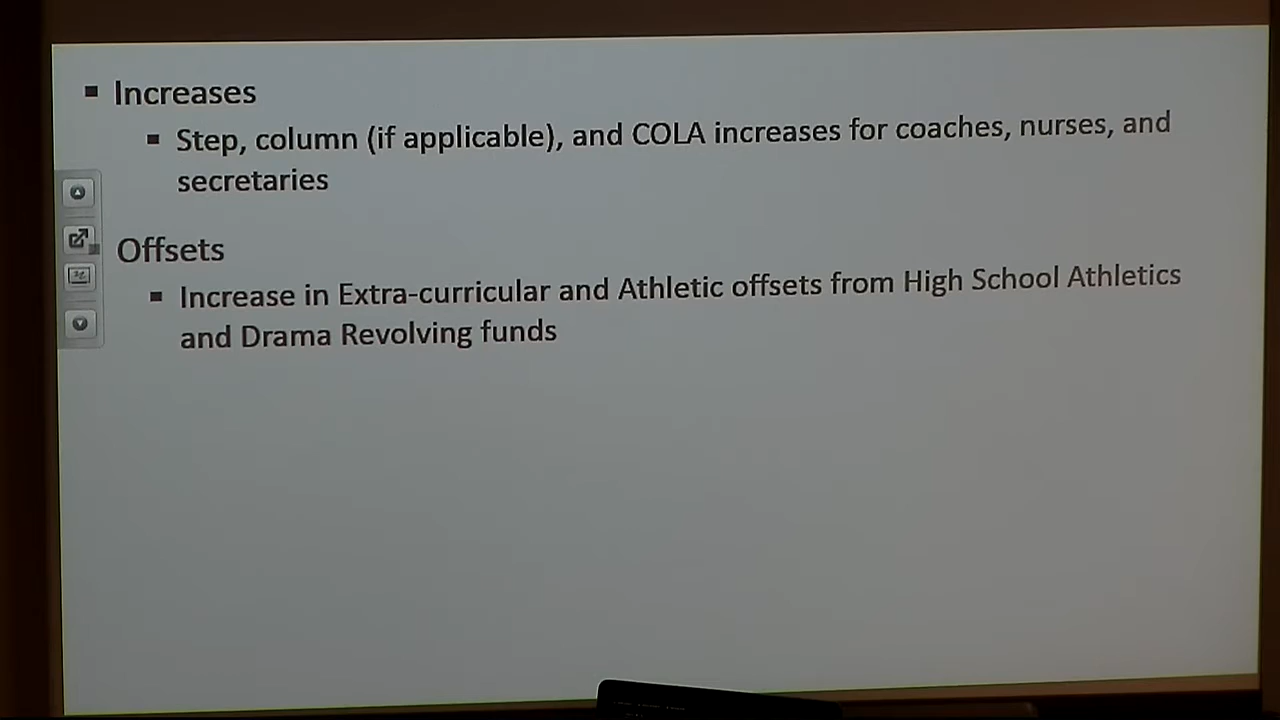 Increases
Step, column (if applicable), and COLA increases for coaches, nurses, and
secretaries
Offsets
Increase in Extra-curricular and Athletic offsets from High School Athletics
and Drama Revolving funds